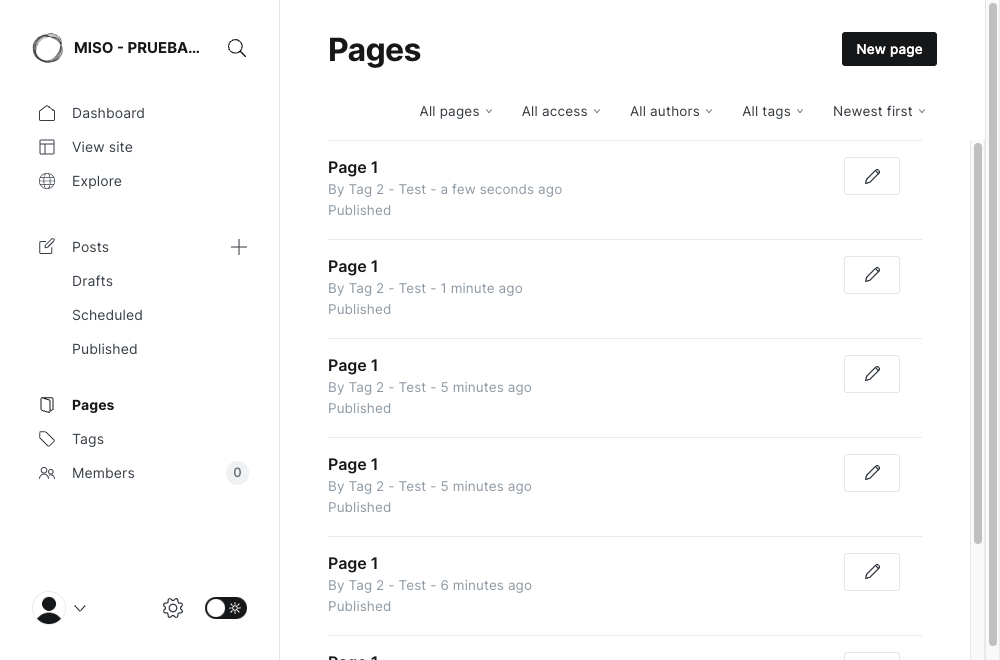 MISO - PRUEBA...
Dashboard
View site
Explore
Posts
Drafts
Scheduled
Published
Pages
Tags
Members 0
Pages
New page
All pages All access All authors All tags Newest first
Page 1
By Tag 2 - Test - a few seconds ago
Published
Page 1
By Tag 2 - Test - 1 minute ago
Published
Page 1
By Tag 2 - Test - 5 minutes ago
Published
Page 1
By Tag 2 - Test - 5 minutes ago
Published
Page 1
By Tag 2 - Test - 6 minutes ago
Published
Page 1